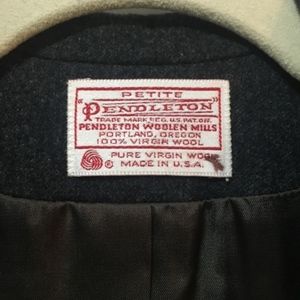 PETITE
"PENDLETON"
TRADE MARK REG. U.S. PAT. OFF.
PENDLETON WOOLEN MILLS
PORTLAND, OREGON
100% VIRGIN WOOL
® PURE VIRGIN WOOL
MADE IN U.S.A.